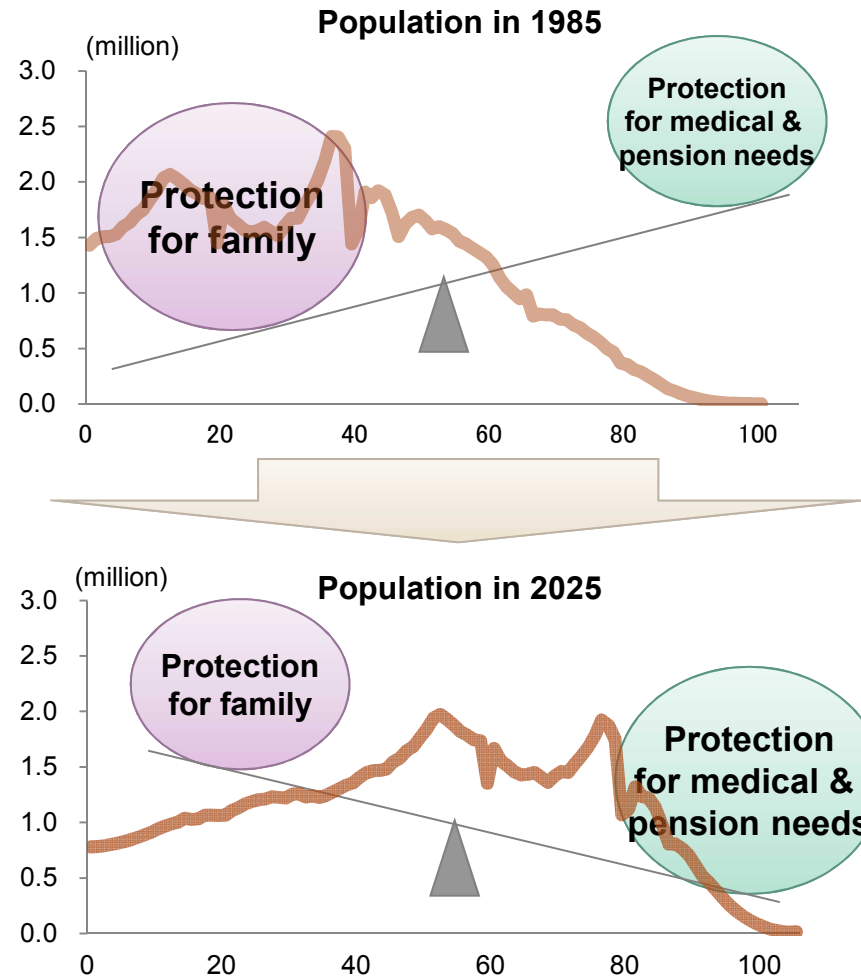 Population in 1985
(million)
3.0
2.5
2.0
1.5
1.0
0.5
0.0
0 20 40 60 80 100
Protection
for family
Protection
for medical &
pension needs
Population in 2025
(million)
3.0
2.5
2.0
1.5
1.0
0.5
0.0
0 20 40 60 80 100
Protection
for family
Protection
for medical &
pension needs